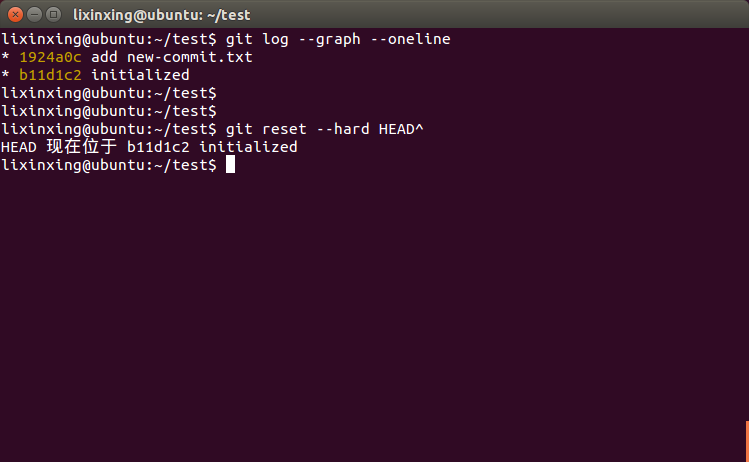 lixinxing@ubuntu: ~/test
lixinxing@ubuntu:~/test$ git log --graph --oneline
* 1924a0c add new-commit.txt
* b11d1c2 initialized
lixinxing@ubuntu:~/test$
lixinxing@ubuntu:~/test$
lixinxing@ubuntu:~/test$ git reset --hard HEAD^
HEAD 现在位于 b11d1c2 initialized
lixinxing@ubuntu:~/test$